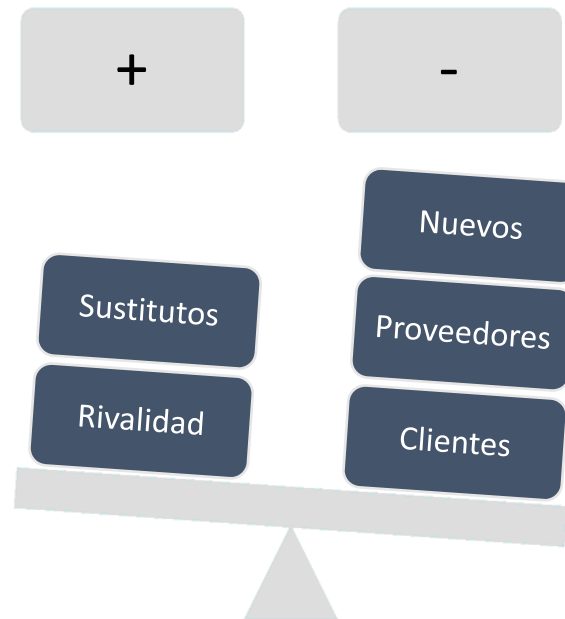 +
-
Nuevos
Sustitutos
Proveedores
Rivalidad
Clientes